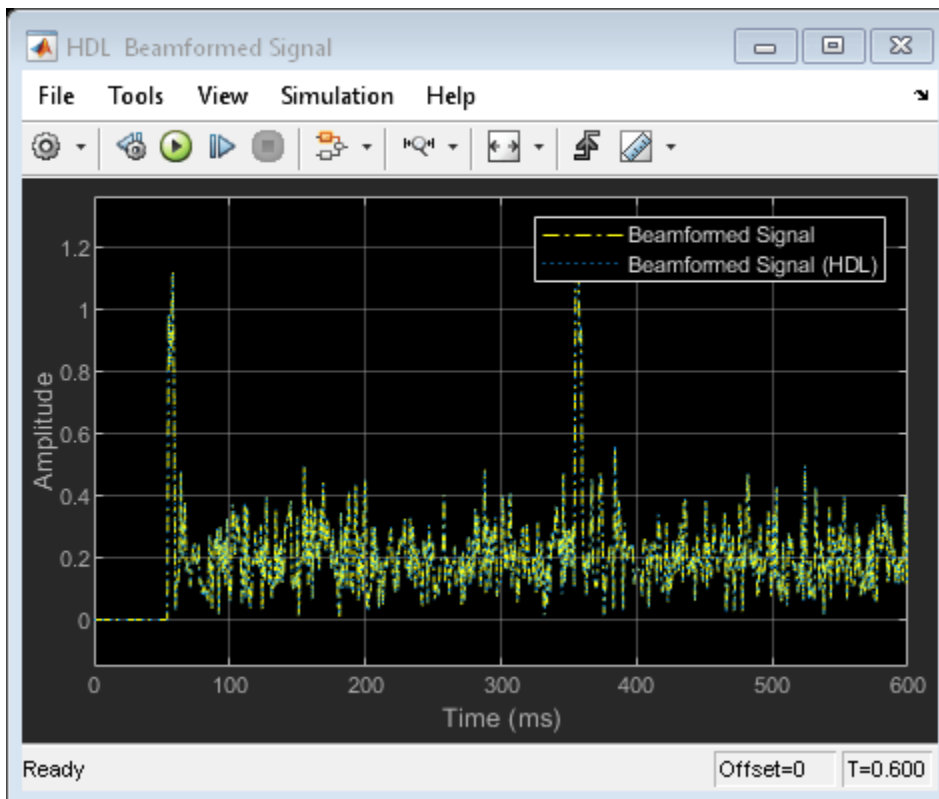 HDL Beamformed Signal
File Tools View Simulation Help
Beamformed Signal
Beamformed Signal (HDL)
1.2
1
0.8
0.6
0.4
0.2
0
Amplitude
0 100 200 300 400 500 600
Time (ms)
Ready Offset=0 T=0.600